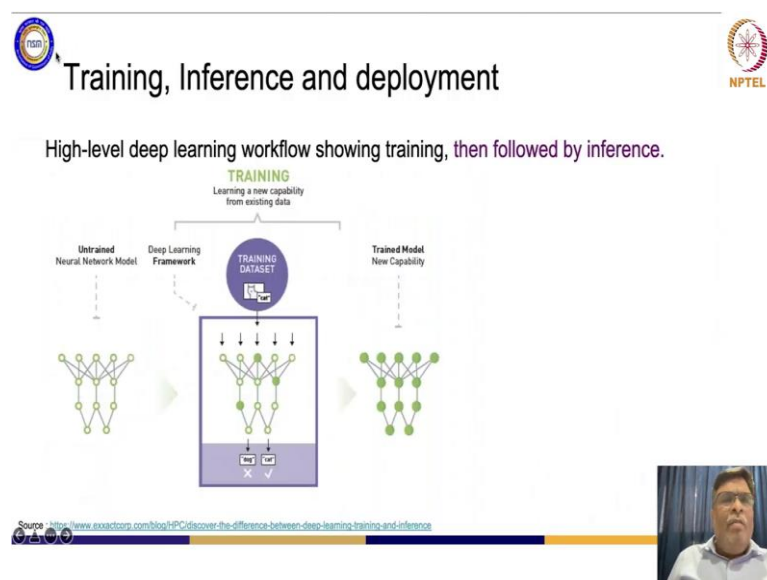 nsm
NPTEL
Training, Inference and deployment
High-level deep learning workflow showing training, then followed by inference.
TRAINING
Learning a new capability
from existing data
Untrained
Neural Network Model
Deep Learning
Framework
TRAINING
DATASET
"cat"
Trained Model
New Capability
"dog" "cat"
Source : https://www.exxactcorp.com/blog/HPC/discover-the-difference-between-deep-learning-training-and-inference